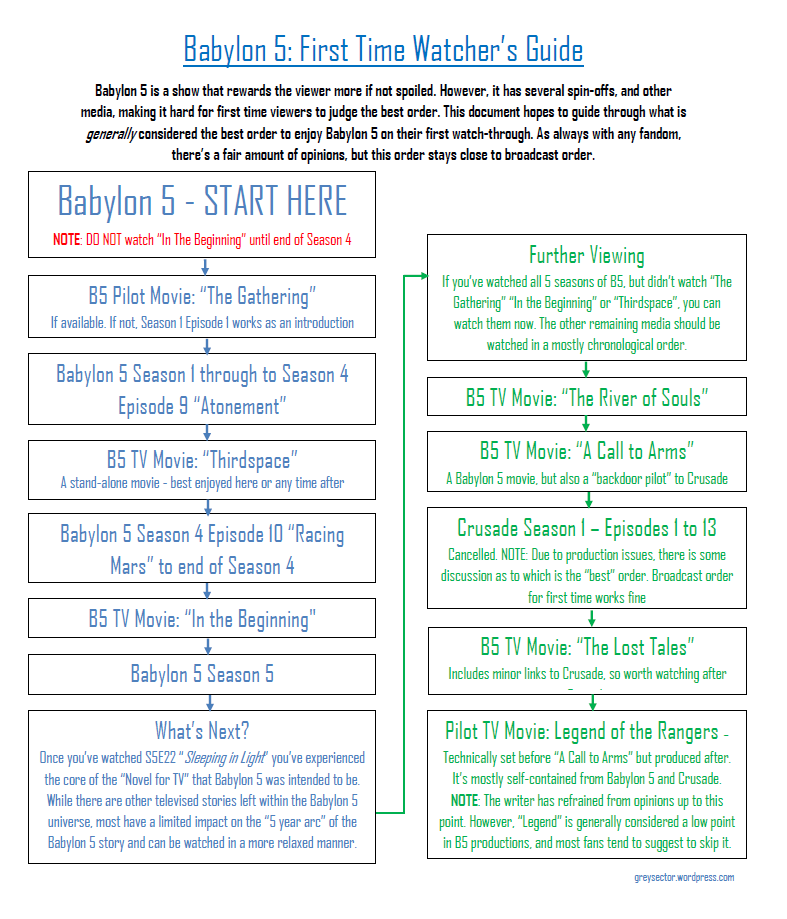 Babylon 5: First Time Watcher's Guide
Babylon 5 is a show that rewards the viewer more if not spoiled. However, it has several spin-offs, and other
media, making it hard for first time viewers to judge the best order. This document hopes to guide through what is
generally considered the best order to enjoy Babylon 5 on their first watch-through. As always with any fandom,
there's a fair amount of opinions, but this order stays close to broadcast order.
Babylon 5 - START HERE
NOTE: DO NOT watch "In The Beginning" until end of Season 4
B5 Pilot Movie: "The Gathering"
If available. If not, Season 1 Episode 1 works as an introduction
Babylon 5 Season 1 through to Season 4
Episode 9 "Atonement"
B5 TV Movie: "Thirdspace"
A stand-alone movie - best enjoyed here or any time after
Babylon 5 Season 4 Episode 10 "Racing
Mars" to end of Season 4
B5 TV Movie: "In the Beginning"
Babylon 5 Season 5
What's Next?
Once you've watched S5E22 "Sleeping in Light" you've experienced
the core of the "Novel for TV" that Babylon 5 was intended to be.
While there are other televised stories left within the Babylon 5
universe, most have a limited impact on the "5 year arc" of the
Babylon 5 story and can be watched in a more relaxed manner.
Further Viewing
If you've watched all 5 seasons of B5, but didn't watch "The
Gathering" "In the Beginning" or "Thirdspace", you can
watch them now. The other remaining media should be
watched in a mostly chronological order.
B5 TV Movie: "The River of Souls"
B5 TV Movie: "A Call to Arms"
A Babylon 5 movie, but also a "backdoor pilot" to Crusade
Crusade Season 1 – Episodes 1 to 13
Cancelled. NOTE: Due to production issues, there is some
discussion as to which is the "best" order. Broadcast order
for first time works fine
B5 TV Movie: "The Lost Tales"
Includes minor links to Crusade, so worth watching after
Pilot TV Movie: Legend of the Rangers -
Technically set before "A Call to Arms" but produced after.
It's mostly self-contained from Babylon 5 and Crusade.
NOTE: The writer has refrained from opinions up to this
point. However, "Legend" is generally considered a low point
in B5 productions, and most fans tend to suggest to skip it.
greysector.wordpress.com